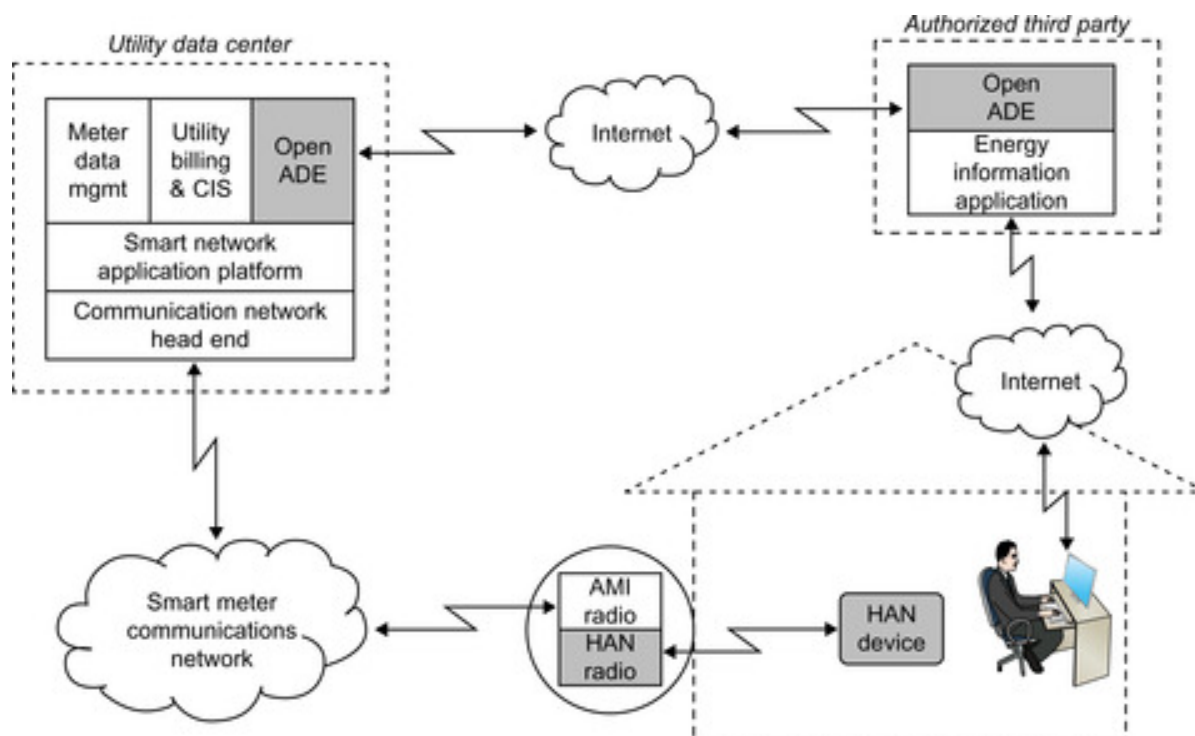 Utility data center
Authorized third party
Meter
data
mgmt
Utility
billing
& CIS
Open
ADE
Smart network
application platform
Communication network
head end
Internet
Open
ADE
Energy
information
application
Internet
Smart meter
communications
network
AMI
radio
HAN
radio
HAN
device